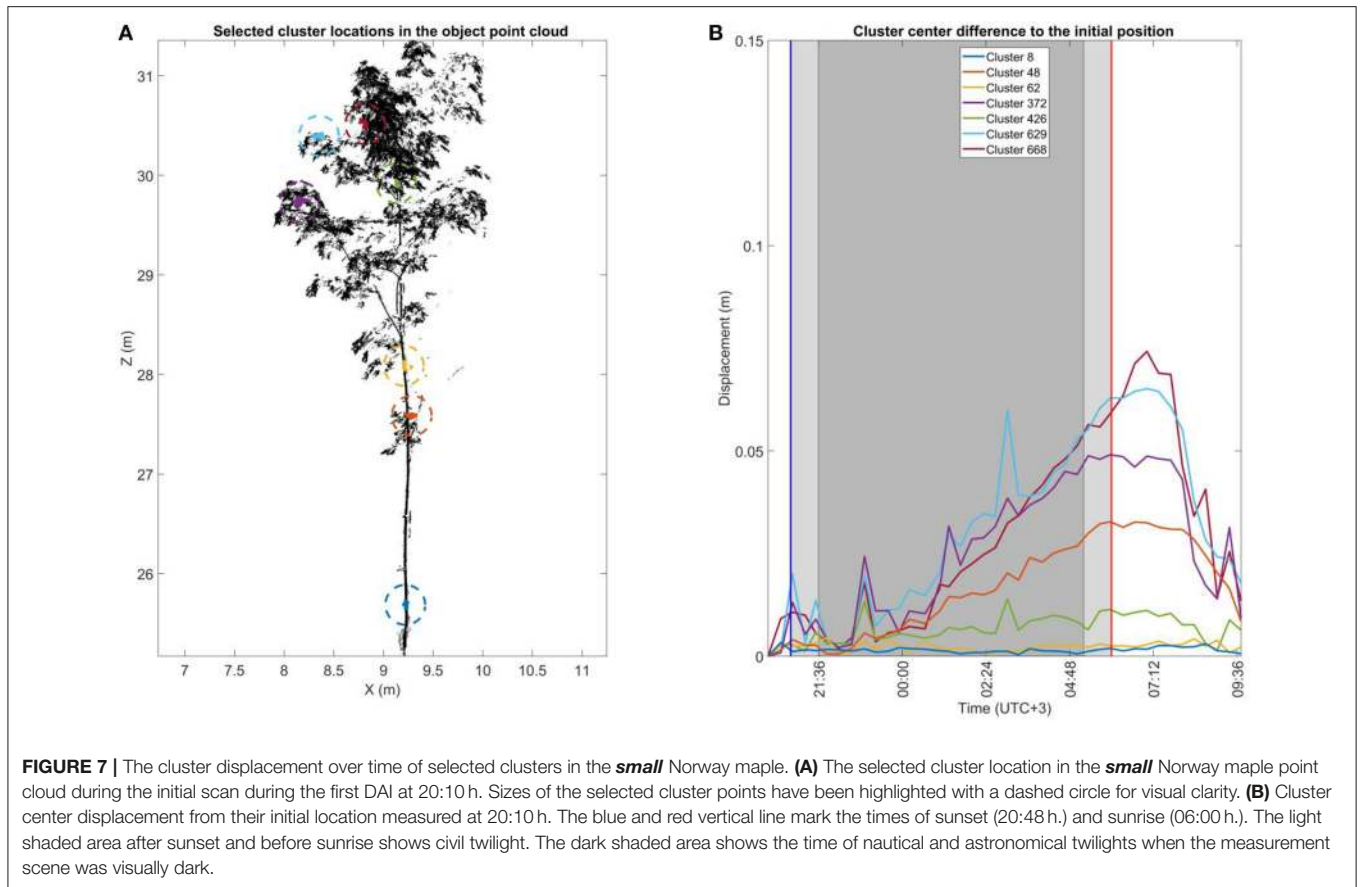 A
Selected cluster locations in the object point cloud
31
30
29
28
27
26
Z (m)
7 7.5 8 8.5 9 9.5 10 10.5 11
X (m)
B
Cluster center difference to the initial position
0.15
0.1
0.05
0
Displacement (m)
Cluster 8
Cluster 48
Cluster 62
Cluster 372
Cluster 426
Cluster 629
Cluster 668
21:36 00:00 02:24 04:48 07:12 09:36
Time (UTC+3)
FIGURE 7 | The cluster displacement over time of selected clusters in the small Norway maple. (A) The selected cluster location in the small Norway maple point
cloud during the initial scan during the first DAI at 20:10 h. Sizes of the selected cluster points have been highlighted with a dashed circle for visual clarity. (B) Cluster
center displacement from their initial location measured at 20:10 h. The blue and red vertical line mark the times of sunset (20:48 h.) and sunrise (06:00 h.). The light
shaded area after sunset and before sunrise shows civil twilight. The dark shaded area shows the time of nautical and astronomical twilights when the measurement
scene was visually dark.